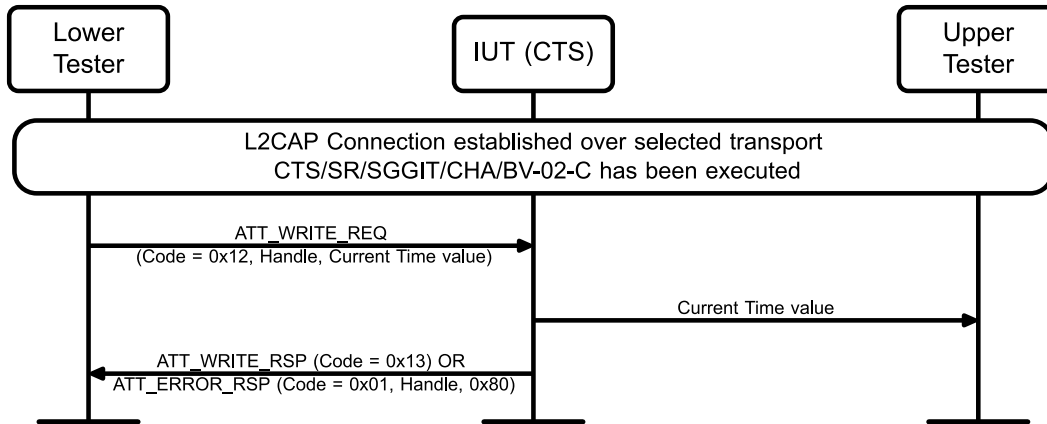 Lower
Tester
IUT (CTS)
Upper
Tester
L2CAP Connection established over selected transport
CTS/SR/SGGIT/CHA/BV-02-C has been executed
ATT_WRITE_REQ
(Code = 0x12, Handle, Current Time value)
Current Time value
ATT_WRITE_RSP (Code = 0x13) OR
ATT_ERROR_RSP (Code = 0x01, Handle, 0x80)